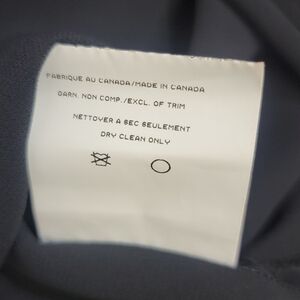 FABRIQUE AU CANADA/MADE IN CANADA
GARN. NON COMP./EXCL. OF TRIM
NETTOYER A SEC SEULEMENT
DRY CLEAN ONLY